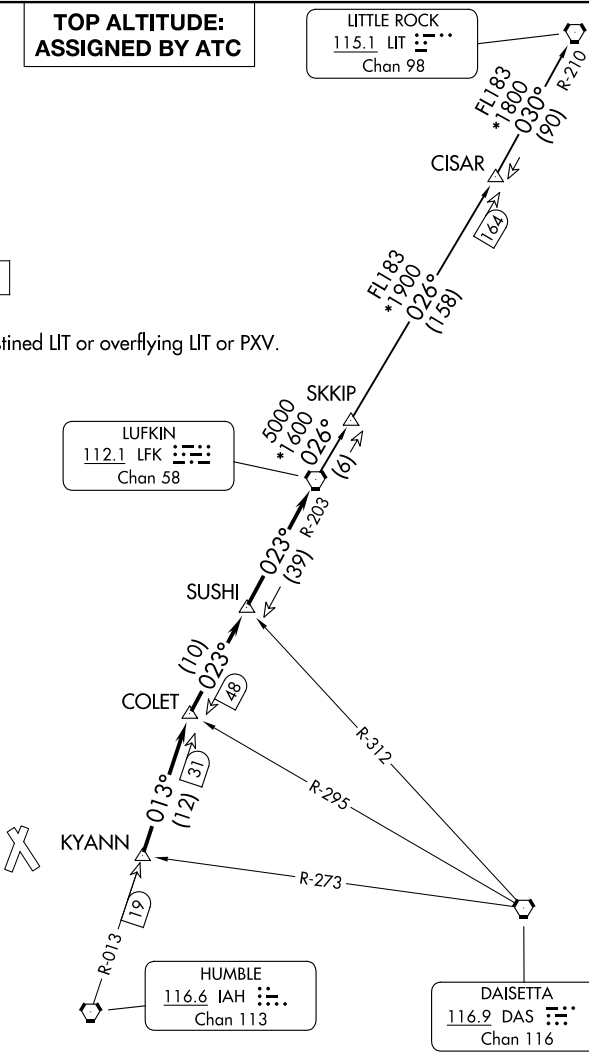 TOP ALTITUDE:
ASSIGNED BY ATC
LITTLE ROCK
115.1 LIT
Chan 98
R-210
FL183
*1800
030°
(90)
CISAR
164
FL183
*1900
026°
(158)
tined LIT or overflying LIT or PXV.
SKKIP
5000
*1600
026°
(6)
LUFKIN
112.1 LFK
Chan 58
R-203
023°
(39)
SUSHI
(10)
023°
48
COLET
R-312
31
013°
(12)
R-295
KYANN
R-273
19
R-013
HUMBLE
116.6 IAH
Chan 113
DAISETTA
116.9 DAS
Chan 116